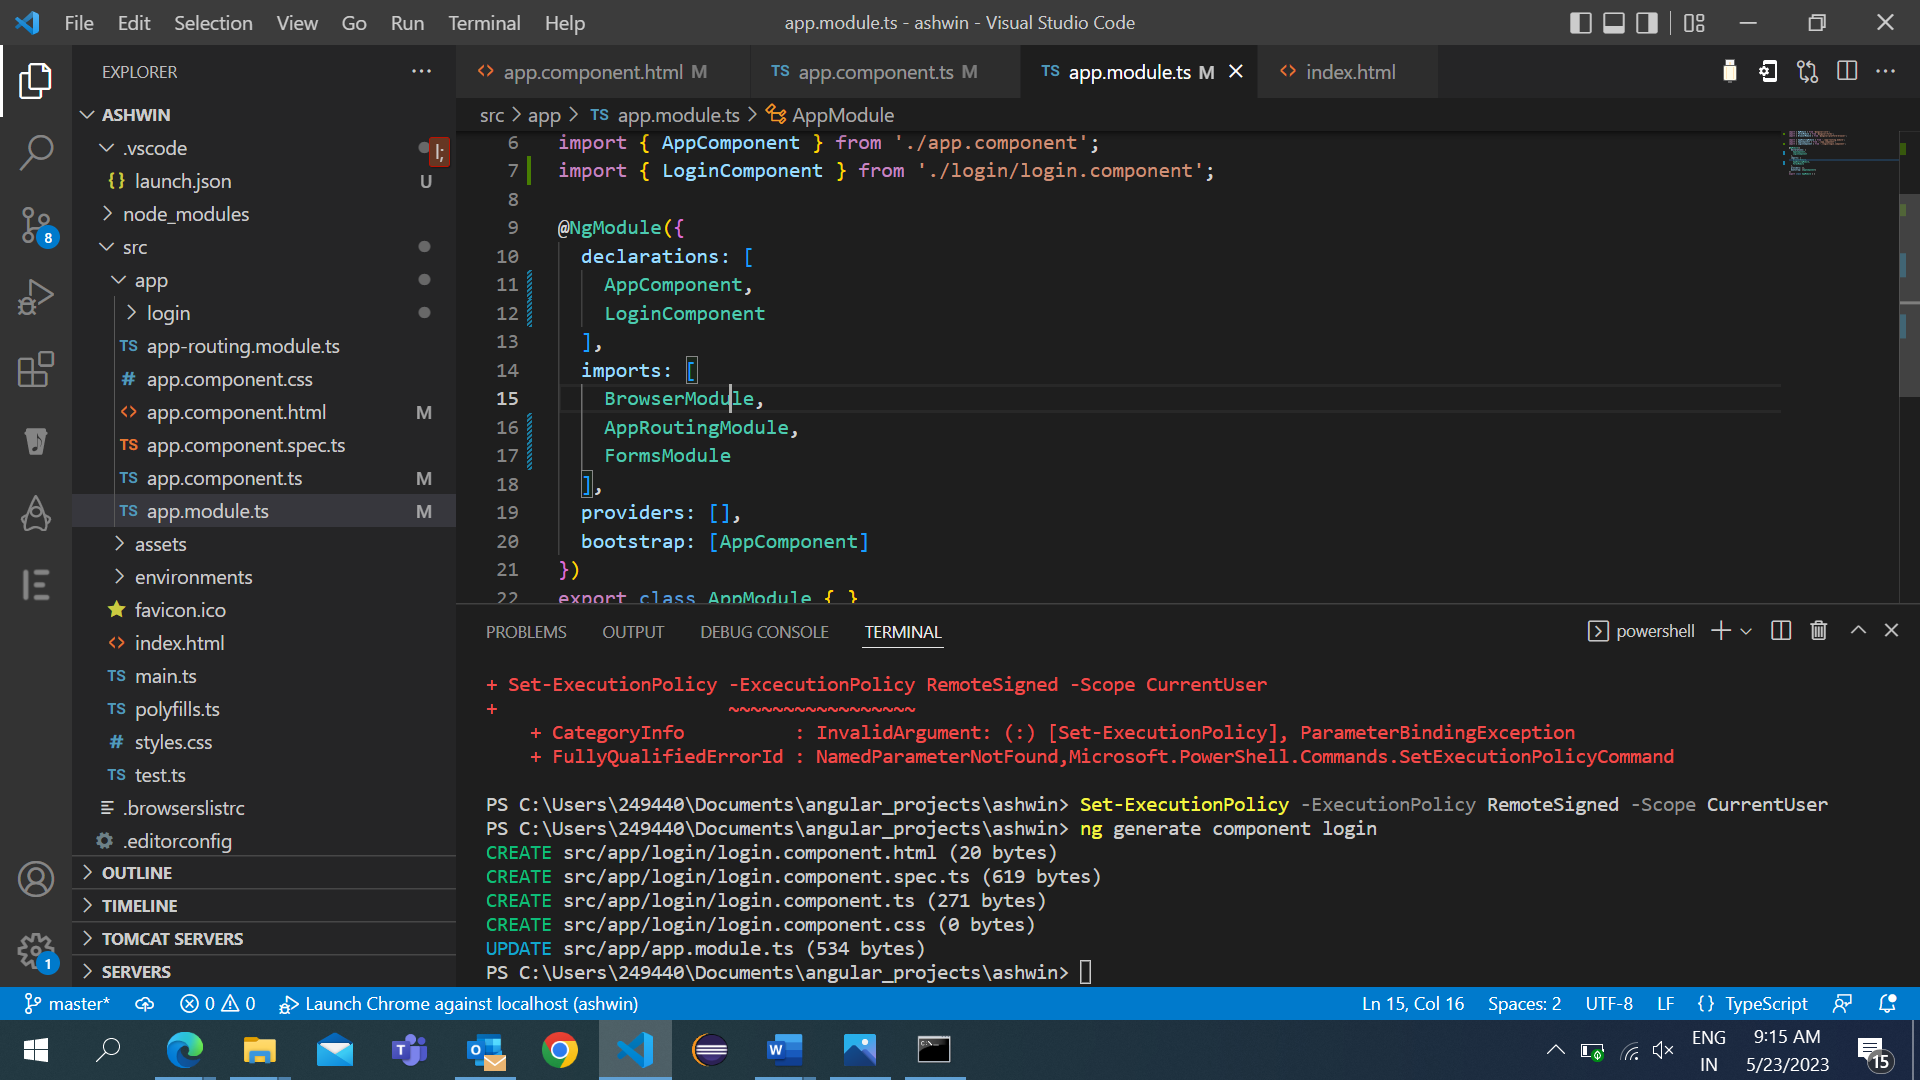 File Edit Selection View Go Run Terminal Help
app.module.ts - ashwin - Visual Studio Code
EXPLORER
ASHWIN
.vscode
l;
{} launch.json U
node_modules
src
app
login
TS app-routing.module.ts
# app.component.css
<> app.component.html M
TS app.component.spec.ts
TS app.component.ts M
TS app.module.ts M
assets
environments
favicon.ico
<> index.html
TS main.ts
TS polyfills.ts
# styles.css
TS test.ts
.browserslistrc
.editorconfig
OUTLINE
TIMELINE
TOMCAT SERVERS
SERVERS
8
1
<> app.component.html M
TS app.component.ts M
TS app.module.ts M
<> index.html
src > app > TS app.module.ts > AppModule
6 import { AppComponent } from './app.component';
7 import { LoginComponent } from './login/login.component';
8
9 @NgModule({
10 declarations: [
11 AppComponent,
12 LoginComponent
13 ],
14 imports: [
15 BrowserModule,
16 AppRoutingModule,
17 FormsModule
18 ],
19 providers: [],
20 bootstrap: [AppComponent]
21 })
22 export class AppModule { }
PROBLEMS OUTPUT DEBUG CONSOLE TERMINAL
powershell
+ Set-ExecutionPolicy -ExcecutionPolicy RemoteSigned -Scope CurrentUser
+ ~~~~~~~~~~~~~~~~~
+ CategoryInfo : InvalidArgument: (:) [Set-ExecutionPolicy], ParameterBindingException
+ FullyQualifiedErrorId : NamedParameterNotFound,Microsoft.PowerShell.Commands.SetExecutionPolicyCommand
PS C:\Users\249440\Documents\angular_projects\ashwin> Set-ExecutionPolicy -ExecutionPolicy RemoteSigned -Scope CurrentUser
PS C:\Users\249440\Documents\angular_projects\ashwin> ng generate component login
CREATE src/app/login/login.component.html (20 bytes)
CREATE src/app/login/login.component.spec.ts (619 bytes)
CREATE src/app/login/login.component.ts (271 bytes)
CREATE src/app/login/login.component.css (0 bytes)
UPDATE src/app/app.module.ts (534 bytes)
PS C:\Users\249440\Documents\angular_projects\ashwin>
master* 0 0 Launch Chrome against localhost (ashwin)
Ln 15, Col 16 Spaces: 2 UTF-8 LF {} TypeScript
ENG
IN
9:15 AM
5/23/2023
15